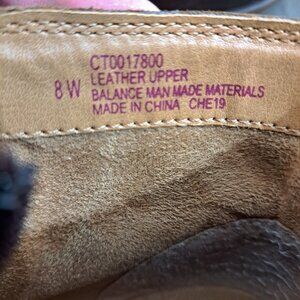 CT0017800
8 W LEATHER UPPER
BALANCE MAN MADE MATERIALS
MADE IN CHINA CHE19